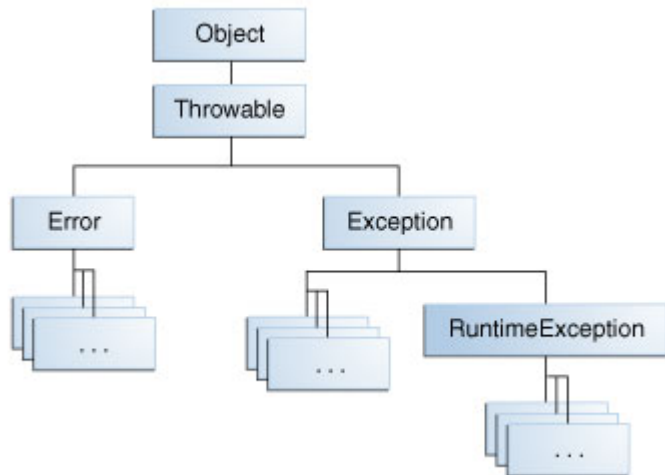 Object
Throwable
Error
Exception
...
...
RuntimeException
...